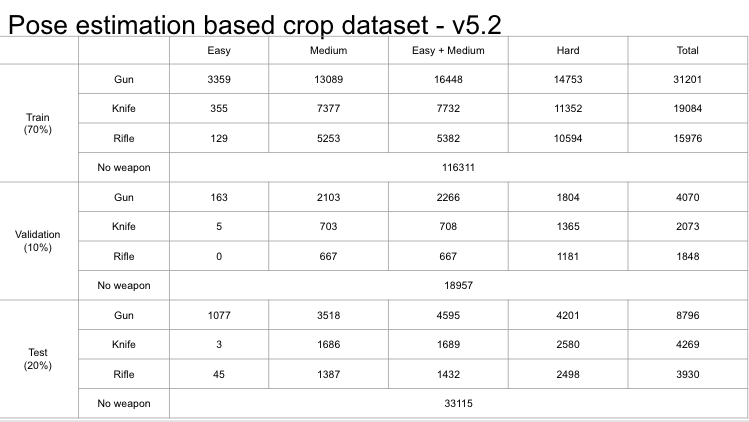 Pose estimation based crop dataset - v5.2
Easy Medium Easy + Medium Hard Total
Train
(70%)
Gun 3359 13089 16448 14753 31201
Knife 355 7377 7732 11352 19084
Rifle 129 5253 5382 10594 15976
No weapon 116311
Validation
(10%)
Gun 163 2103 2266 1804 4070
Knife 5 703 708 1365 2073
Rifle 0 667 667 1181 1848
No weapon 18957
Test
(20%)
Gun 1077 3518 4595 4201 8796
Knife 3 1686 1689 2580 4269
Rifle 45 1387 1432 2498 3930
No weapon 33115